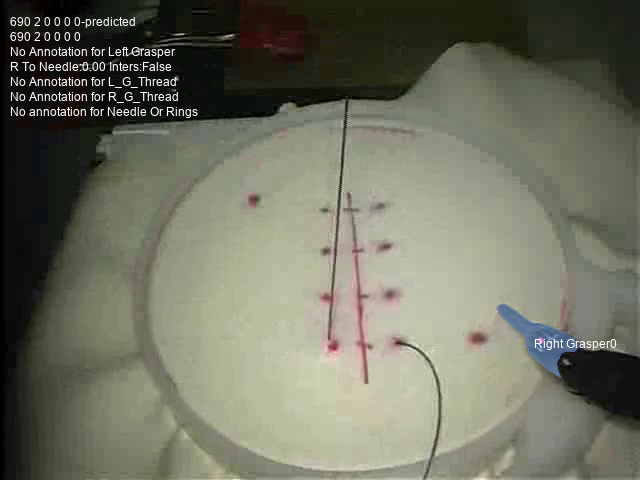 690 2 0 0 0 0-predicted
690 2 0 0 0 0
No Annotation for Left Grasper
R To Needle:0.00 Inters:False
No Annotation for L_G_Thread
No Annotation for R_G_Thread
No annotation for Needle Or Rings
Right Grasper0